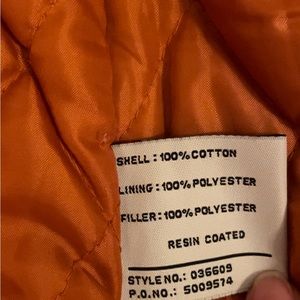 SHELL: 100% COTTON
LINING: 100% POLYESTER
FILLER: 100% POLYESTER
RESIN COATED
STYLE NO.: 036609
P.O.NO.: 5009574